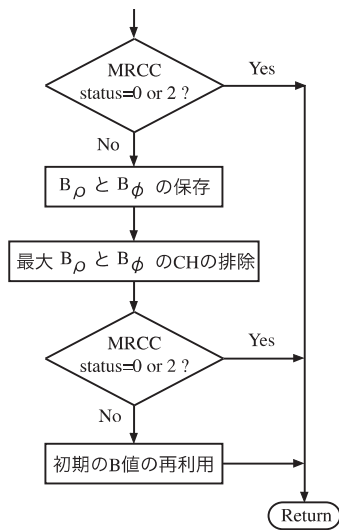 MRCC
status=0 or 2 ?
Yes
No
Bρ と Bφ の保存
最大 Bρ と Bφ のCHの排除
MRCC
status=0 or 2 ?
Yes
No
初期のB値の再利用
Return